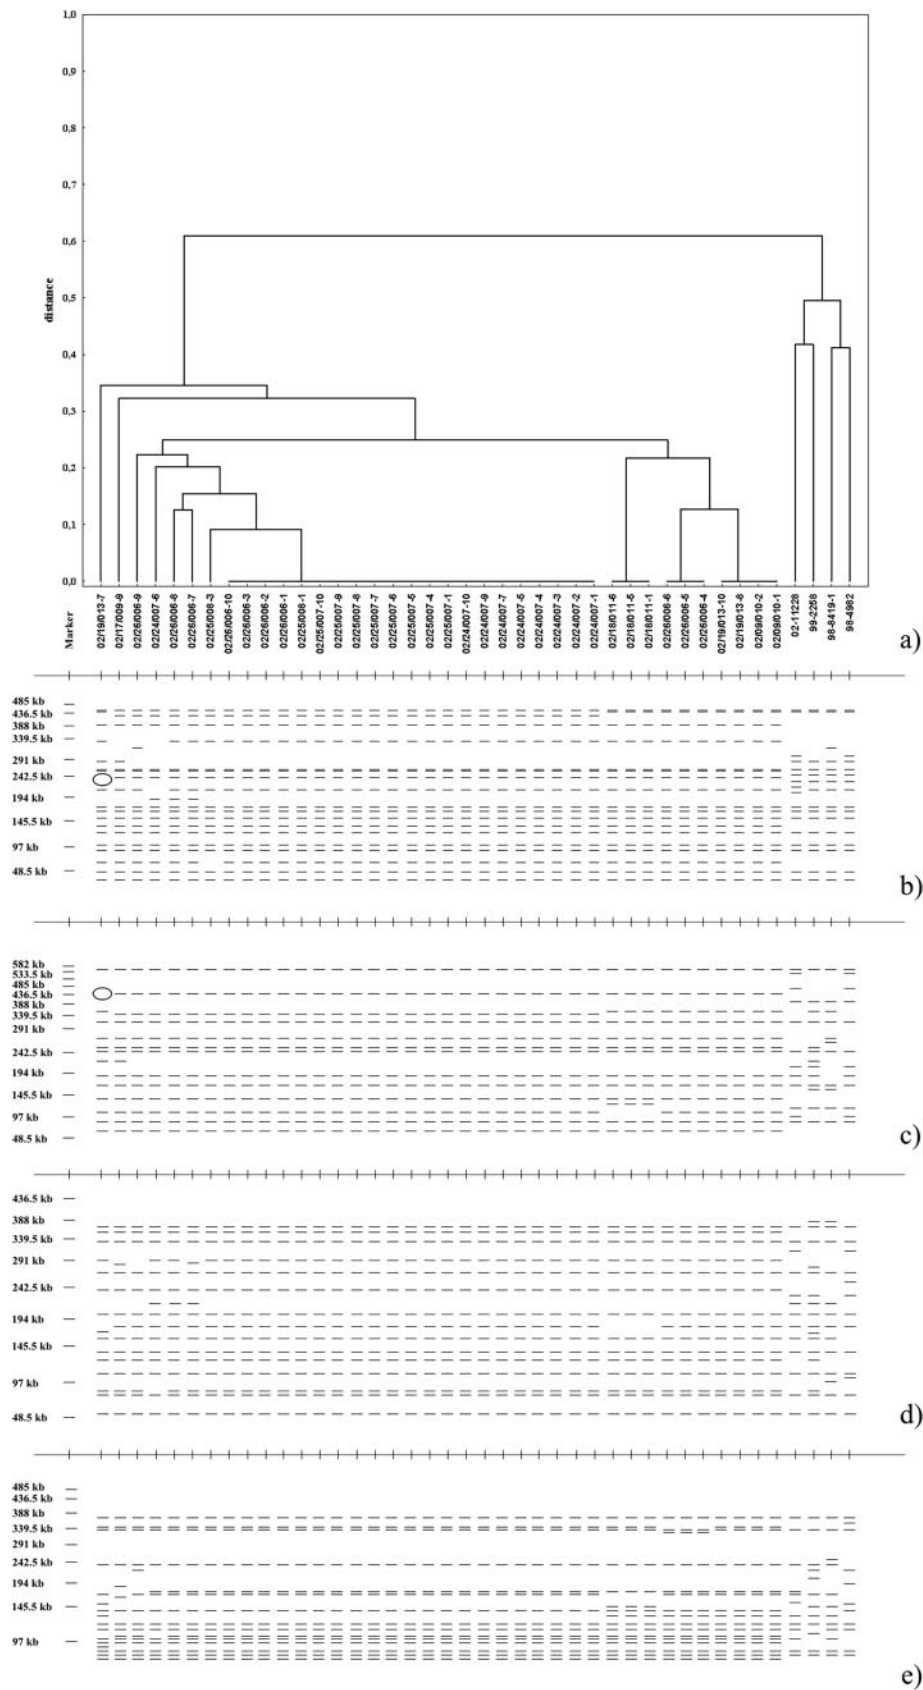 1,0
0,9
0,8
0,7
0,6
0,5
0,4
0,3
0,2
0,1
0,0
distance
Marker
02/19/013-7
02/17/009-9
02/26/006-9
02/24/007-6
02/26/006-8
02/26/006-7
02/25/008-3
02/26/006-10
02/26/006-3
02/26/006-2
02/26/006-1
02/25/008-1
02/25/007-10
02/25/007-9
02/25/007-8
02/25/007-7
02/25/007-6
02/25/007-5
02/25/007-4
02/25/007-1
02/24/007-10
02/24/007-9
02/24/007-7
02/24/007-5
02/24/007-4
02/24/007-3
02/24/007-2
02/24/007-1
02/18/011-6
02/18/011-5
02/18/011-1
02/26/006-6
02/26/006-5
02/26/006-4
02/19/013-10
02/19/013-8
02/09/010-2
02/09/010-1
02-11228
99-2258
98-8419-1
98-4982
a)
485 kb
436.5 kb
388 kb
339.5 kb
291 kb
242.5 kb
194 kb
145.5 kb
97 kb
48.5 kb
b)
582 kb
533.5 kb
485 kb
436.5 kb
388 kb
339.5 kb
291 kb
242.5 kb
194 kb
145.5 kb
97 kb
48.5 kb
c)
436.5 kb
388 kb
339.5 kb
291 kb
242.5 kb
194 kb
145.5 kb
97 kb
48.5 kb
d)
485 kb
436.5 kb
388 kb
339.5 kb
291 kb
242.5 kb
194 kb
145.5 kb
97 kb
e)